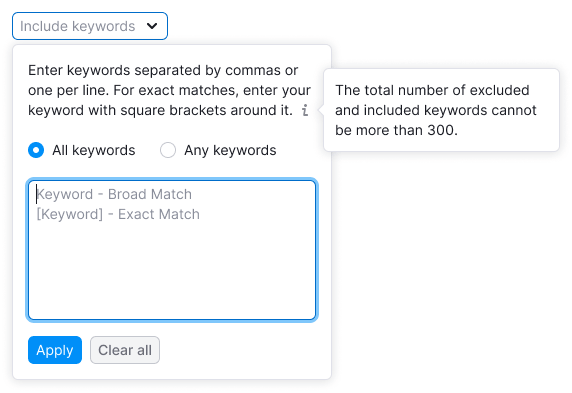 Include keywords
Enter keywords separated by commas or
one per line. For exact matches, enter your
keyword with square brackets around it. i
The total number of excluded
and included keywords cannot
be more than 300.
All keywords
Any keywords
Keyword - Broad Match
[Keyword] - Exact Match
Apply
Clear all